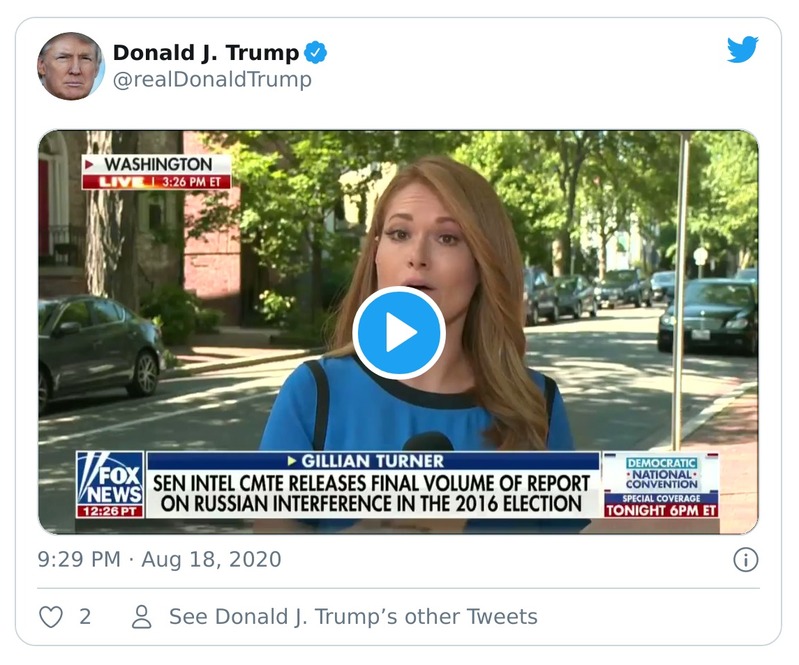 Donald J. Trump
@realDonaldTrump
WASHINGTON
LIVE 3:26 PM ET
GILLIAN TURNER
FOX
NEWS
12:26 PT
SEN INTEL CMTE RELEASES FINAL VOLUME OF REPORT
ON RUSSIAN INTERFERENCE IN THE 2016 ELECTION
DEMOCRATIC
NATIONAL
CONVENTION
SPECIAL COVERAGE
TONIGHT 6PM ET
9:29 PM · Aug 18, 2020
2
See Donald J. Trump’s other Tweets